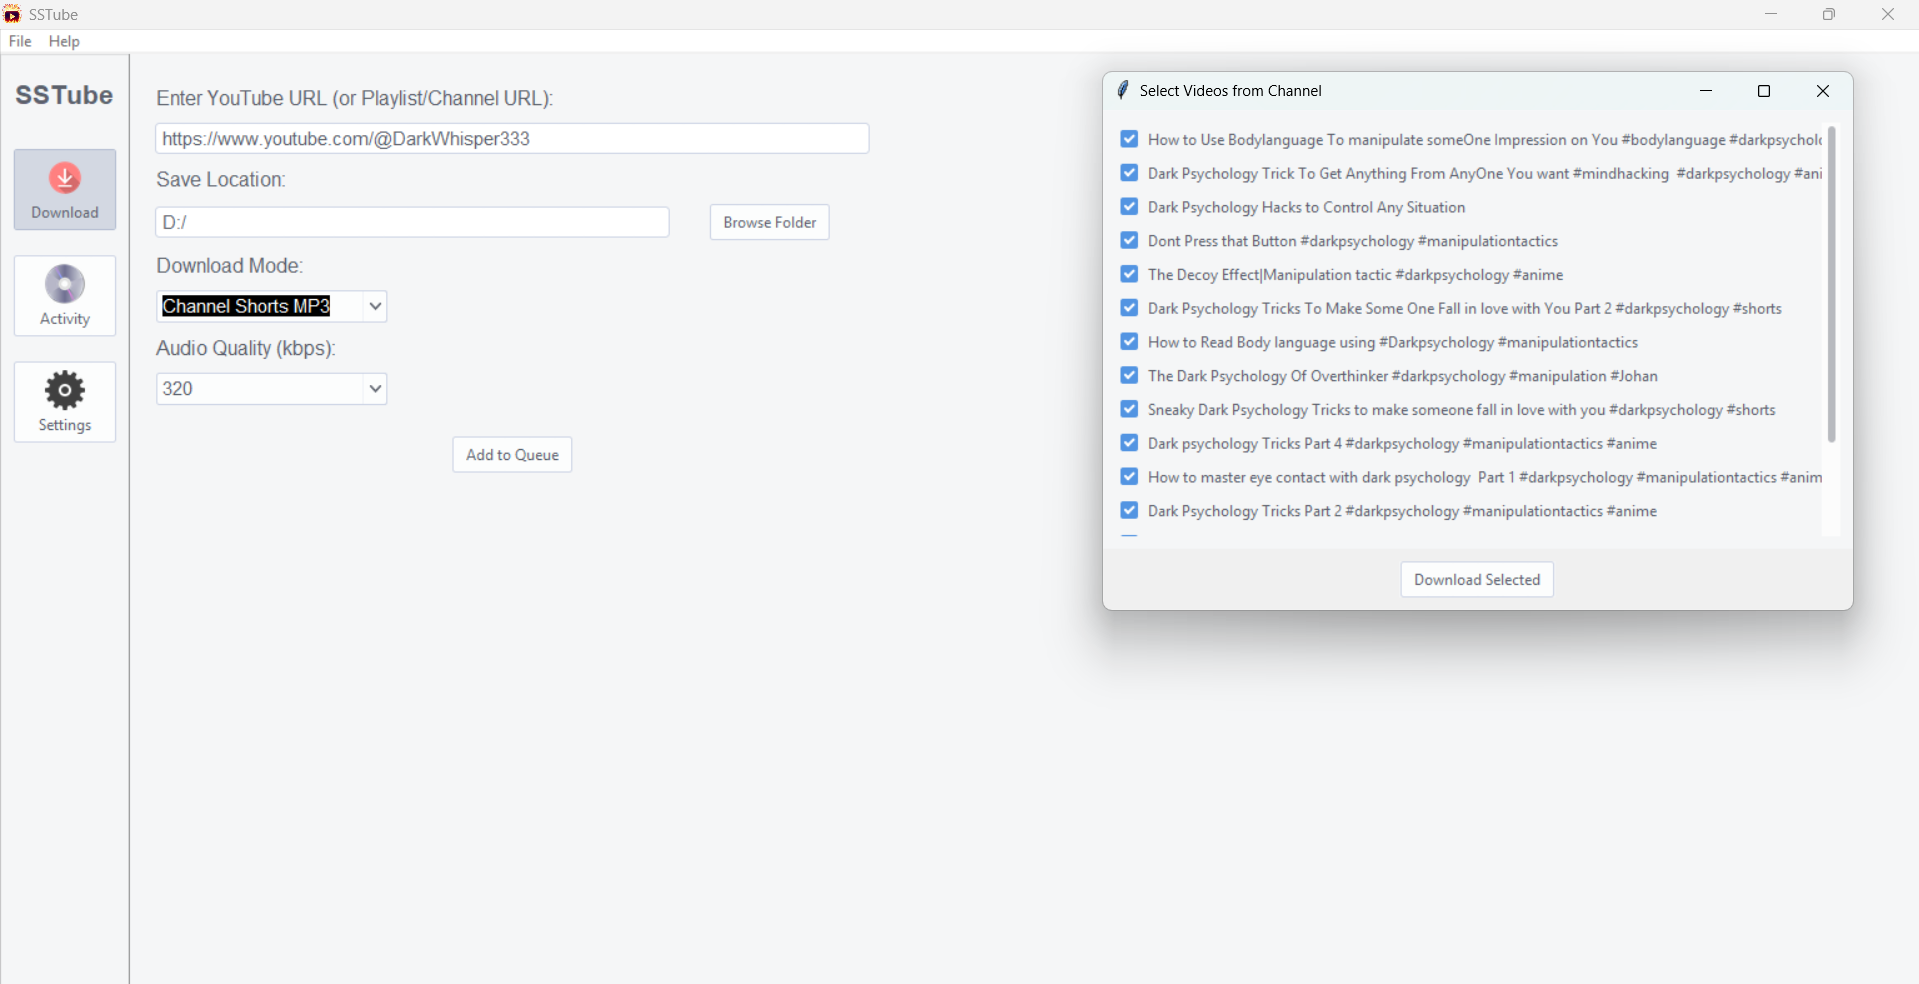 SSTube
File Help
SSTube
Download
Activity
Settings
Enter YouTube URL (or Playlist/Channel URL):
https://www.youtube.com/@DarkWhisper333
Save Location:
D:/
Browse Folder
Download Mode:
Channel Shorts MP3
Audio Quality (kbps):
320
Add to Queue
Select Videos from Channel
How to Use Bodylanguage To manipulate someOne Impression on You #bodylanguage #darkpsychol
Dark Psychology Trick To Get Anything From AnyOne You want #mindhacking #darkpsychology #ani
Dark Psychology Hacks to Control Any Situation
Dont Press that Button #darkpsychology #manipulationtactics
The Decoy Effect|Manipulation tactic #darkpsychology #anime
Dark Psychology Tricks To Make Some One Fall in love with You Part 2 #darkpsychology #shorts
How to Read Body language using #Darkpsychology #manipulationtactics
The Dark Psychology Of Overthinker #darkpsychology #manipulation #Johan
Sneaky Dark Psychology Tricks to make someone fall in love with you #darkpsychology #shorts
Dark psychology Tricks Part 4 #darkpsychology #manipulationtactics #anime
How to master eye contact with dark psychology Part 1 #darkpsychology #manipulationtactics #anim
Dark Psychology Tricks Part 2 #darkpsychology #manipulationtactics #anime
Download Selected